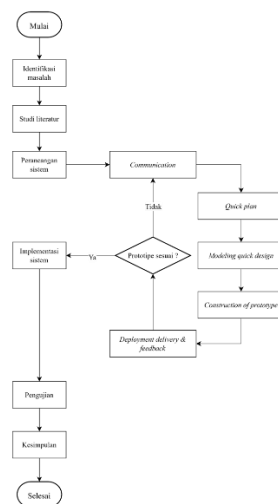 Mulai
Identifikasi
masalah
Studi literatur
Perancangan
sistem
Communication
Quick plan
Modeling quick design
Construction of prototype
Deployment delivery &
feedback
Prototipe sesuai ?
Tidak
Ya
Implementasi
sistem
Pengujian
Kesimpulan
Selesai